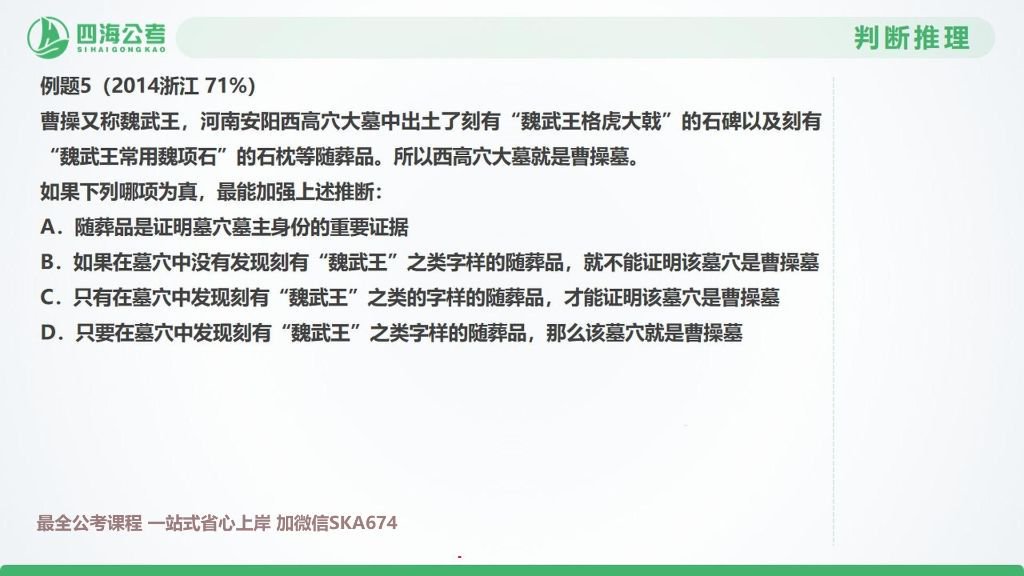 四海公考
SIHAIGONGKAO
判断推理
例题5（2014浙江 71%）
曹操又称魏武王，河南安阳西高穴大墓中出土了刻有“魏武王格虎大戟”的石碑以及刻有
“魏武王常用魏项石”的石枕等随葬品。所以西高穴大墓就是曹操墓。
如果下列哪项为真，最能加强上述推断：
A．随葬品是证明墓穴墓主身份的重要证据
B．如果在墓穴中没有发现刻有“魏武王”之类字样的随葬品，就不能证明该墓穴是曹操墓
C．只有在墓穴中发现刻有“魏武王”之类的字样的随葬品，才能证明该墓穴是曹操墓
D．只要在墓穴中发现刻有“魏武王”之类字样的随葬品，那么该墓穴就是曹操墓
最全公考课程 一站式省心上岸 加微信SKA674